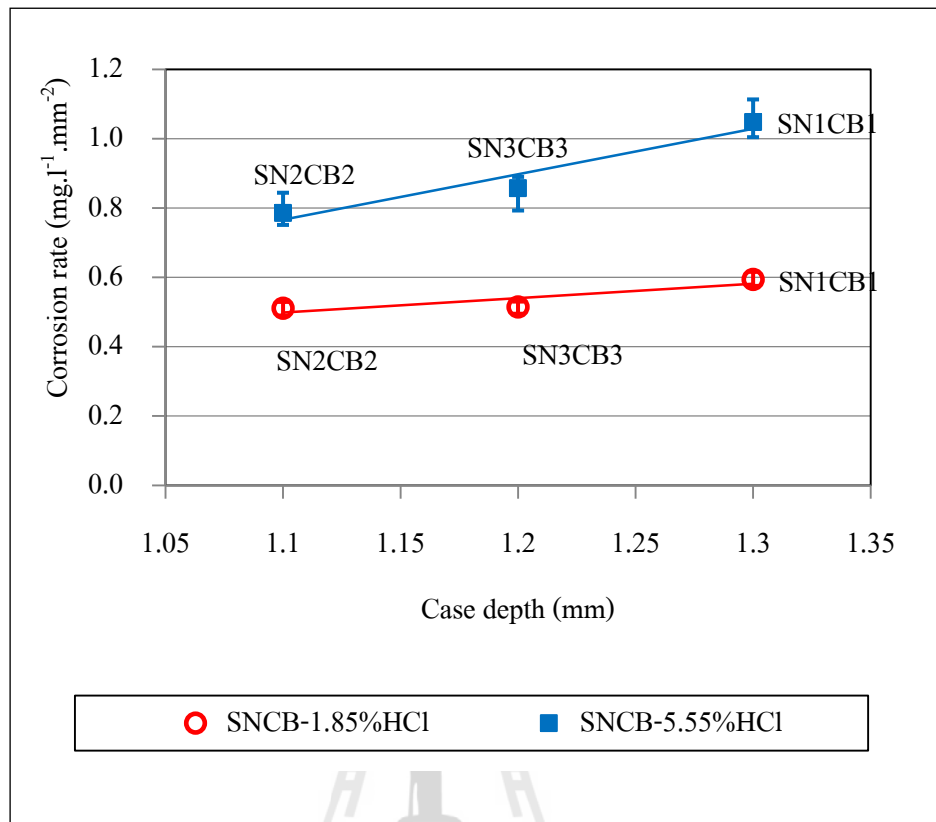 1.2
1.0
0.8
0.6
0.4
0.2
0.0
Corrosion rate (mg.l⁻¹.mm⁻²)
SN2CB2
SN3CB3
SN1CB1
SN2CB2
SN3CB3
SN1CB1
1.05 1.1 1.15 1.2 1.25 1.3 1.35
Case depth (mm)
SNCB-1.85%HCl SNCB-5.55%HCl